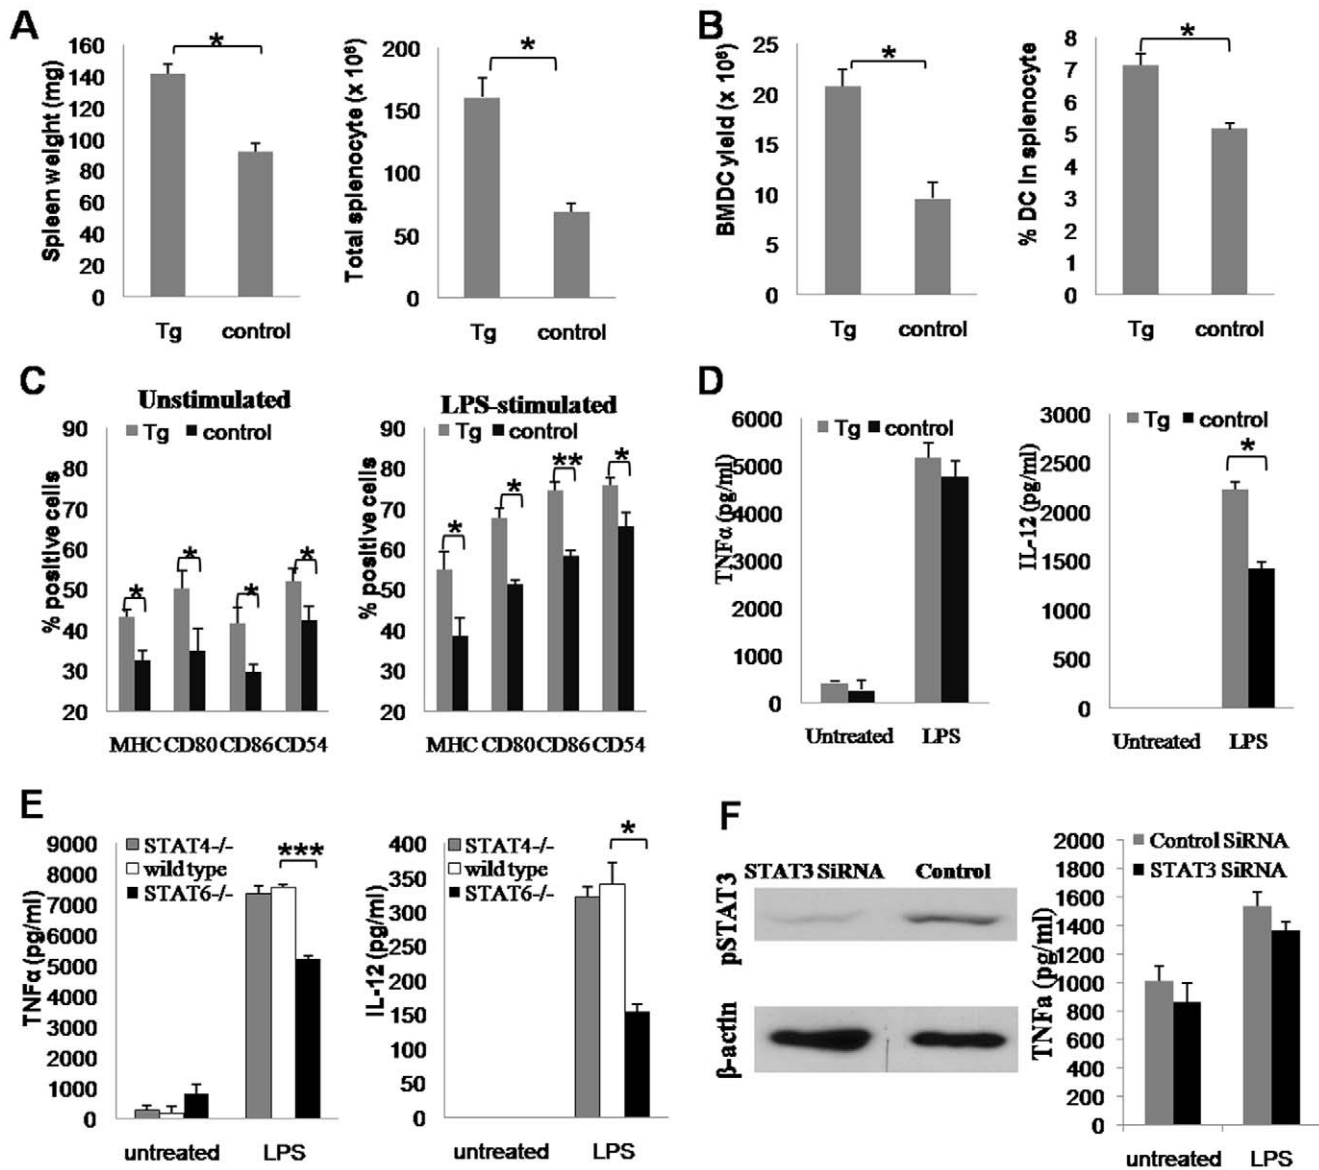 A
Spleen weight (mg)
160
140
120
100
80
60
40
20
0
*
Tg control
Total splenocyte (x 10⁶)
200
150
100
50
0
*
Tg control
B
BMDC yield (x 10⁶)
25
20
15
10
5
0
*
Tg control
% DC in splenocyte
8
7
6
5
4
3
2
1
0
*
Tg control
C
Unstimulated
Tg control
% positive cells
90
80
70
60
50
40
30
20
* * * *
MHC CD80 CD86 CD54
LPS-stimulated
Tg control
% positive cells
90
80
70
60
50
40
30
20
* * ** *
MHC CD80 CD86 CD54
D
TNFα (pg/ml)
6000
5000
4000
3000
2000
1000
0
Tg control
Untreated LPS
IL-12 (pg/ml)
3000
2500
2000
1500
1000
500
0
Tg control
*
Untreated LPS
E
TNFα (pg/ml)
9000
8000
7000
6000
5000
4000
3000
2000
1000
0
STAT4-/-
wild type
STAT6-/-
***
untreated LPS
IL-12 (pg/ml)
400
350
300
250
200
150
100
50
0
STAT4-/-
wild type
STAT6-/-
*
untreated LPS
F
STAT3 SiRNA Control
pSTAT3
β-actin
TNFa (pg/ml)
2000
1800
1600
1400
1200
1000
800
600
400
200
0
Control SiRNA
STAT3 SiRNA
untreated LPS